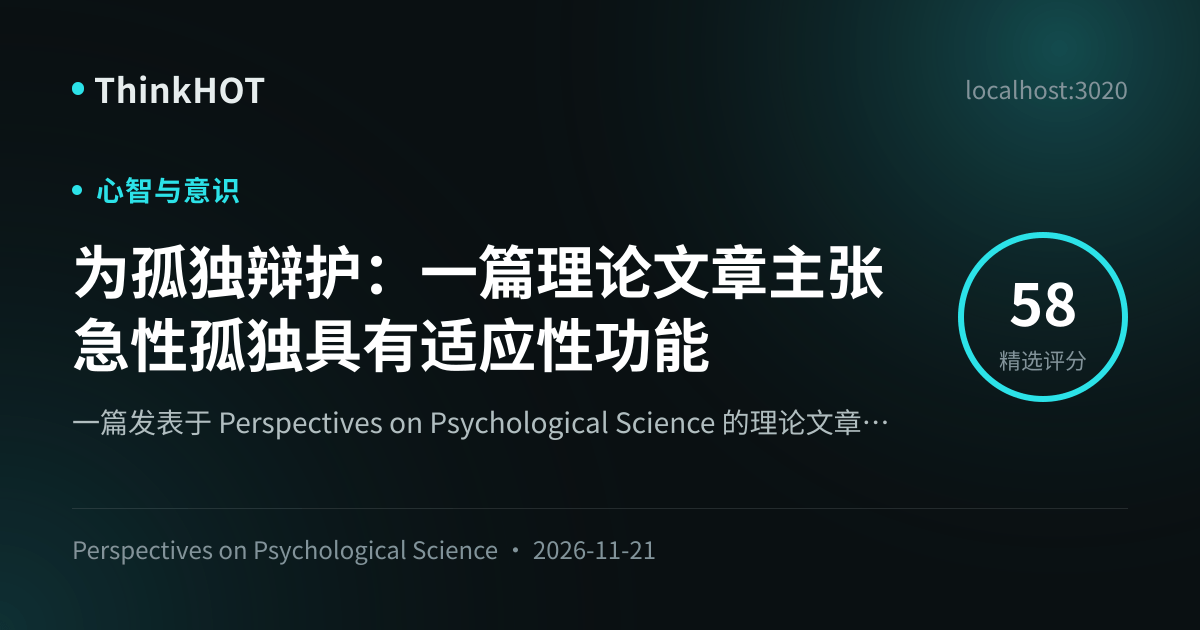 ThinkHOT
localhost:3020
心智与意识
为孤独辩护：一篇理论文章主张
急性孤独具有适应性功能
58
精选评分
一篇发表于 Perspectives on Psychological Science 的理论文章…
Perspectives on Psychological Science · 2026-11-21